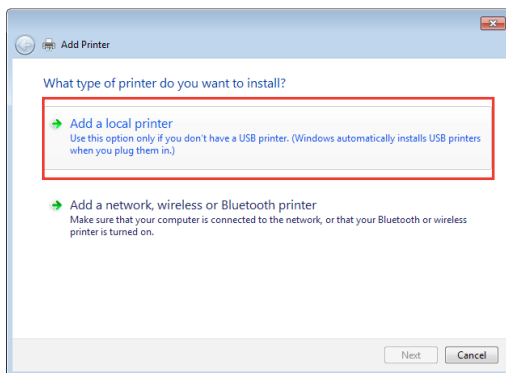 Add Printer
What type of printer do you want to install?
Add a local printer
Use this option only if you don't have a USB printer. (Windows automatically installs USB printers
when you plug them in.)
Add a network, wireless or Bluetooth printer
Make sure that your computer is connected to the network, or that your Bluetooth or wireless
printer is turned on.
Next Cancel